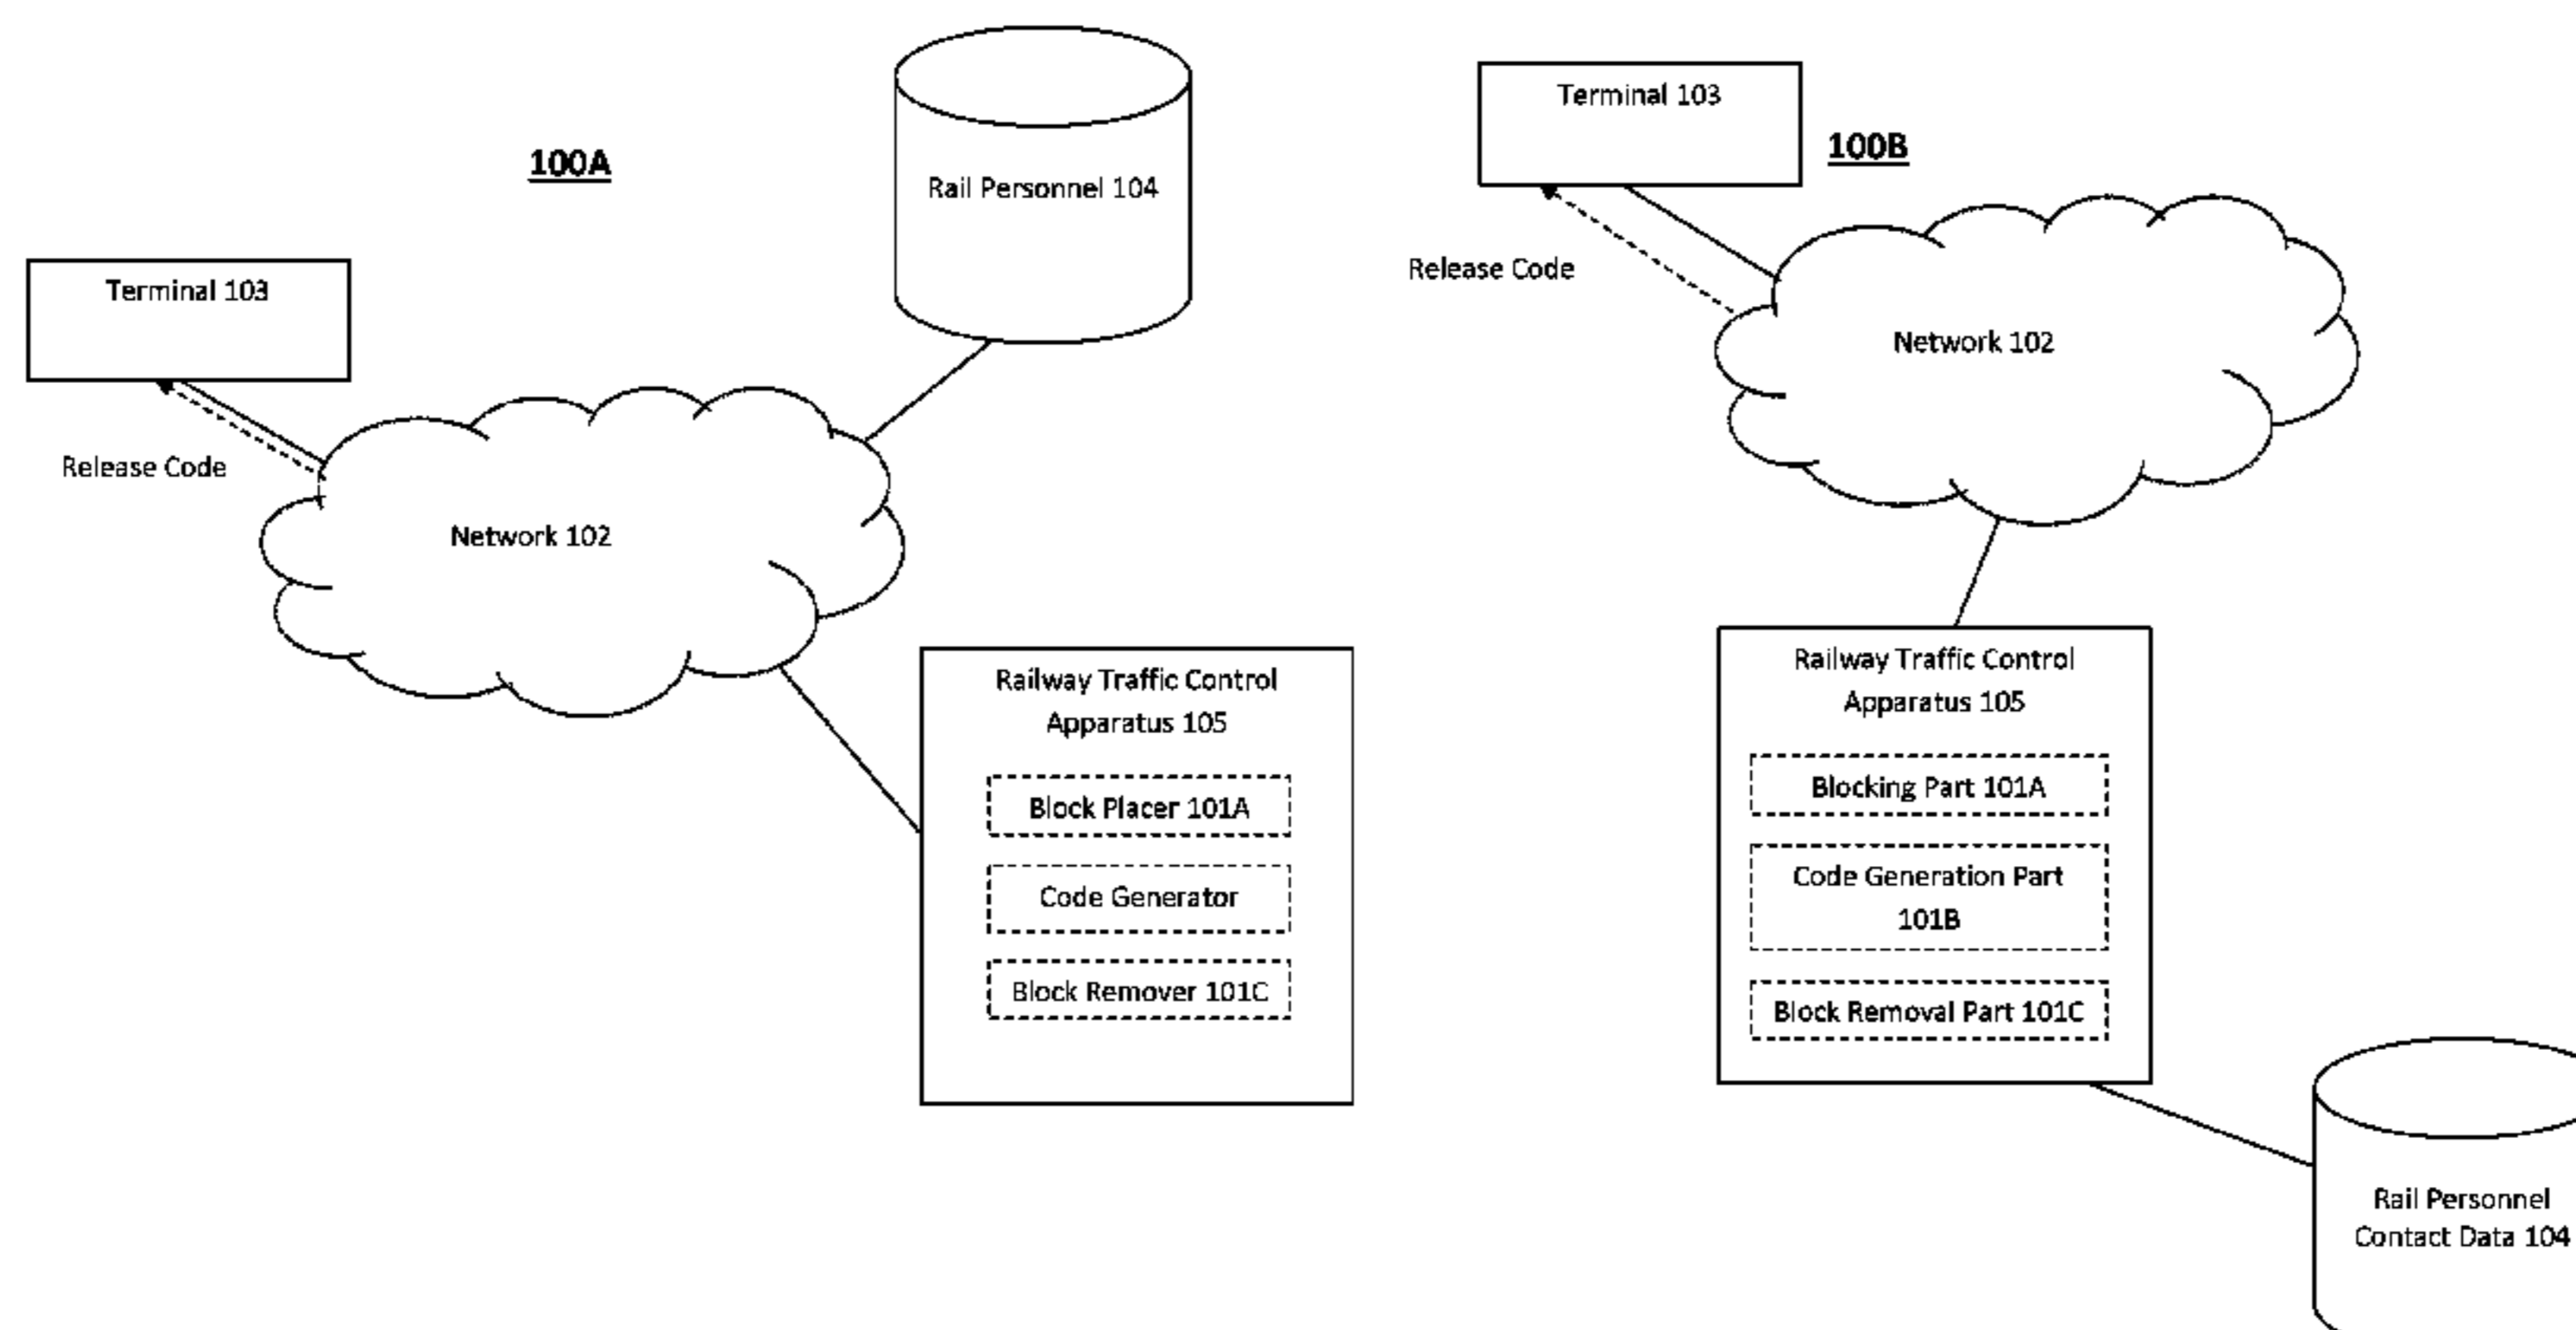 100A
Rail Personnel 104
Terminal 103
Release Code
Network 102
Railway Traffic Control
Apparatus 105
Block Placer 101A
Code Generator
Block Remover 101C
Terminal 103
100B
Release Code
Network 102
Railway Traffic Control
Apparatus 105
Blocking Part 101A
Code Generation Part
101B
Block Removal Part 101C
Rail Personnel
Contact Data 104